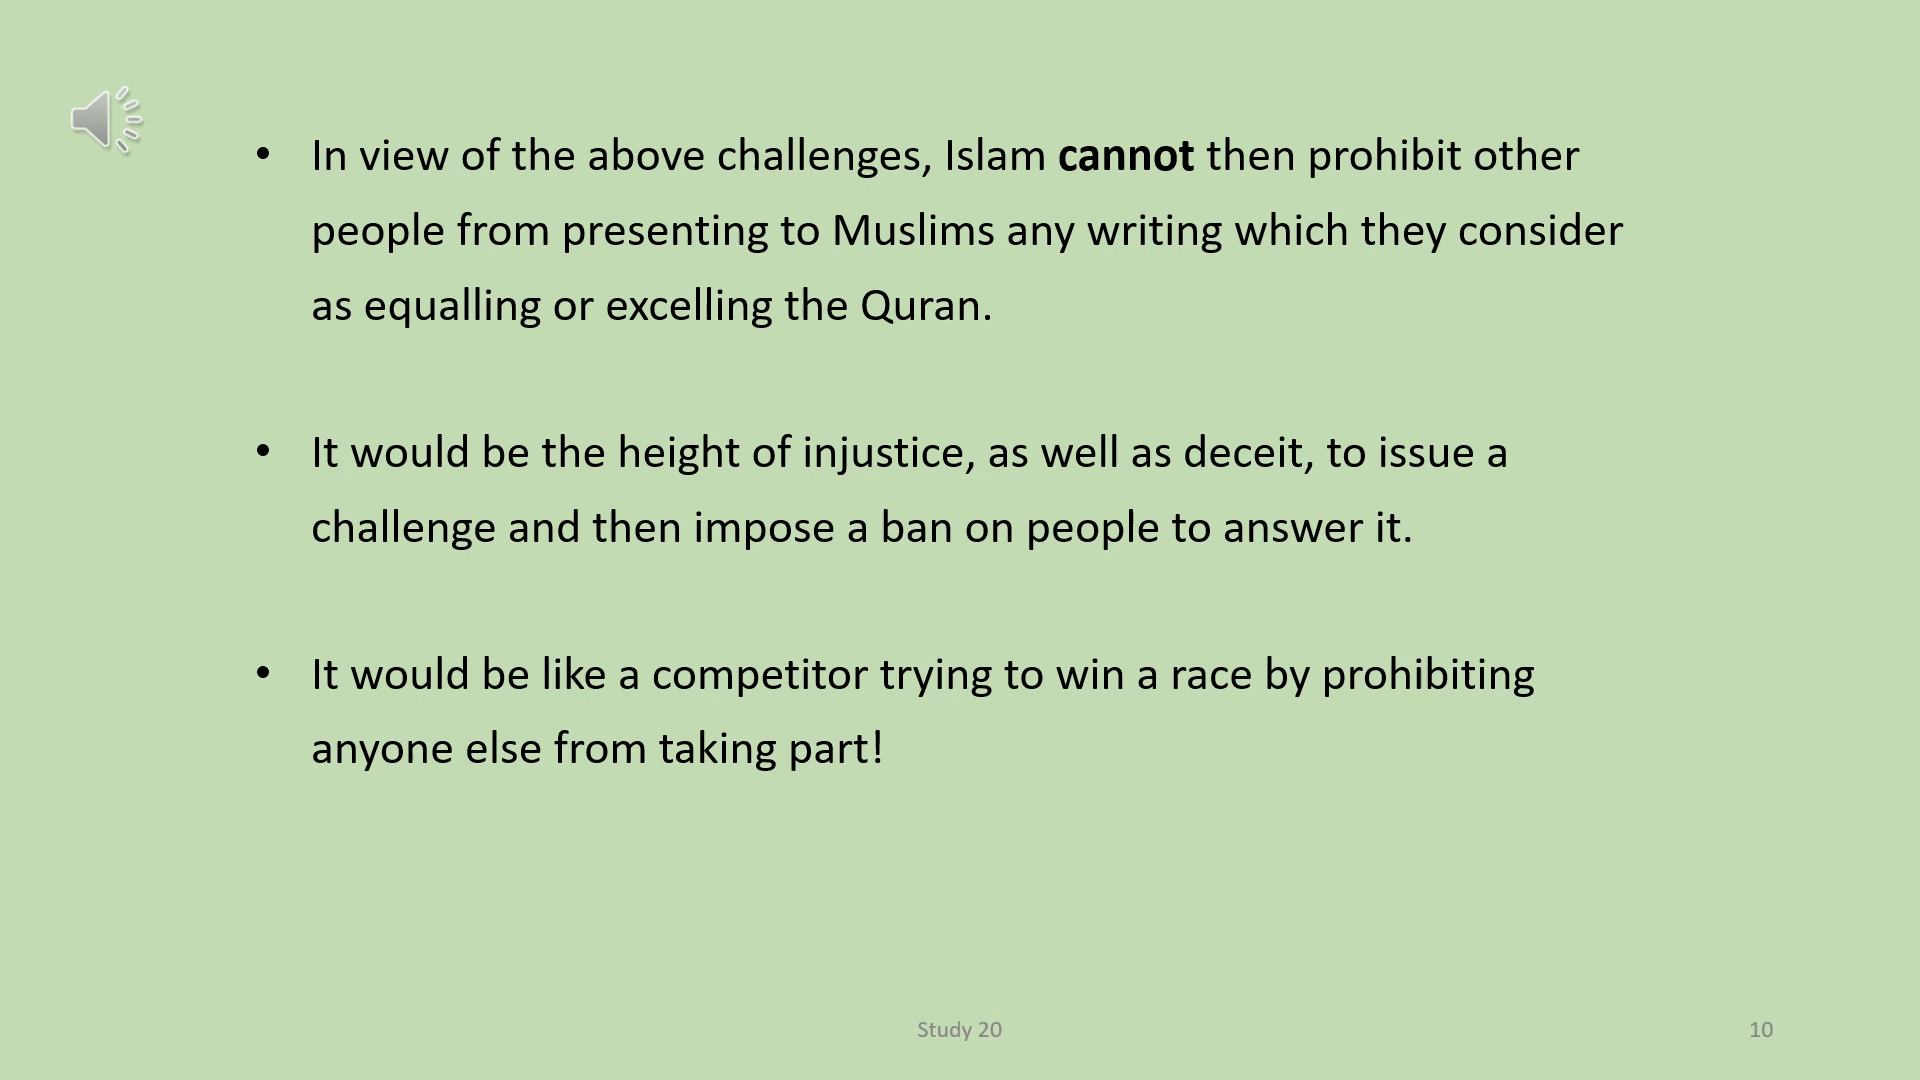 • In view of the above challenges, Islam cannot then prohibit other
people from presenting to Muslims any writing which they consider
as equalling or excelling the Quran.
• It would be the height of injustice, as well as deceit, to issue a
challenge and then impose a ban on people to answer it.
• It would be like a competitor trying to win a race by prohibiting
anyone else from taking part!
Study 20
10